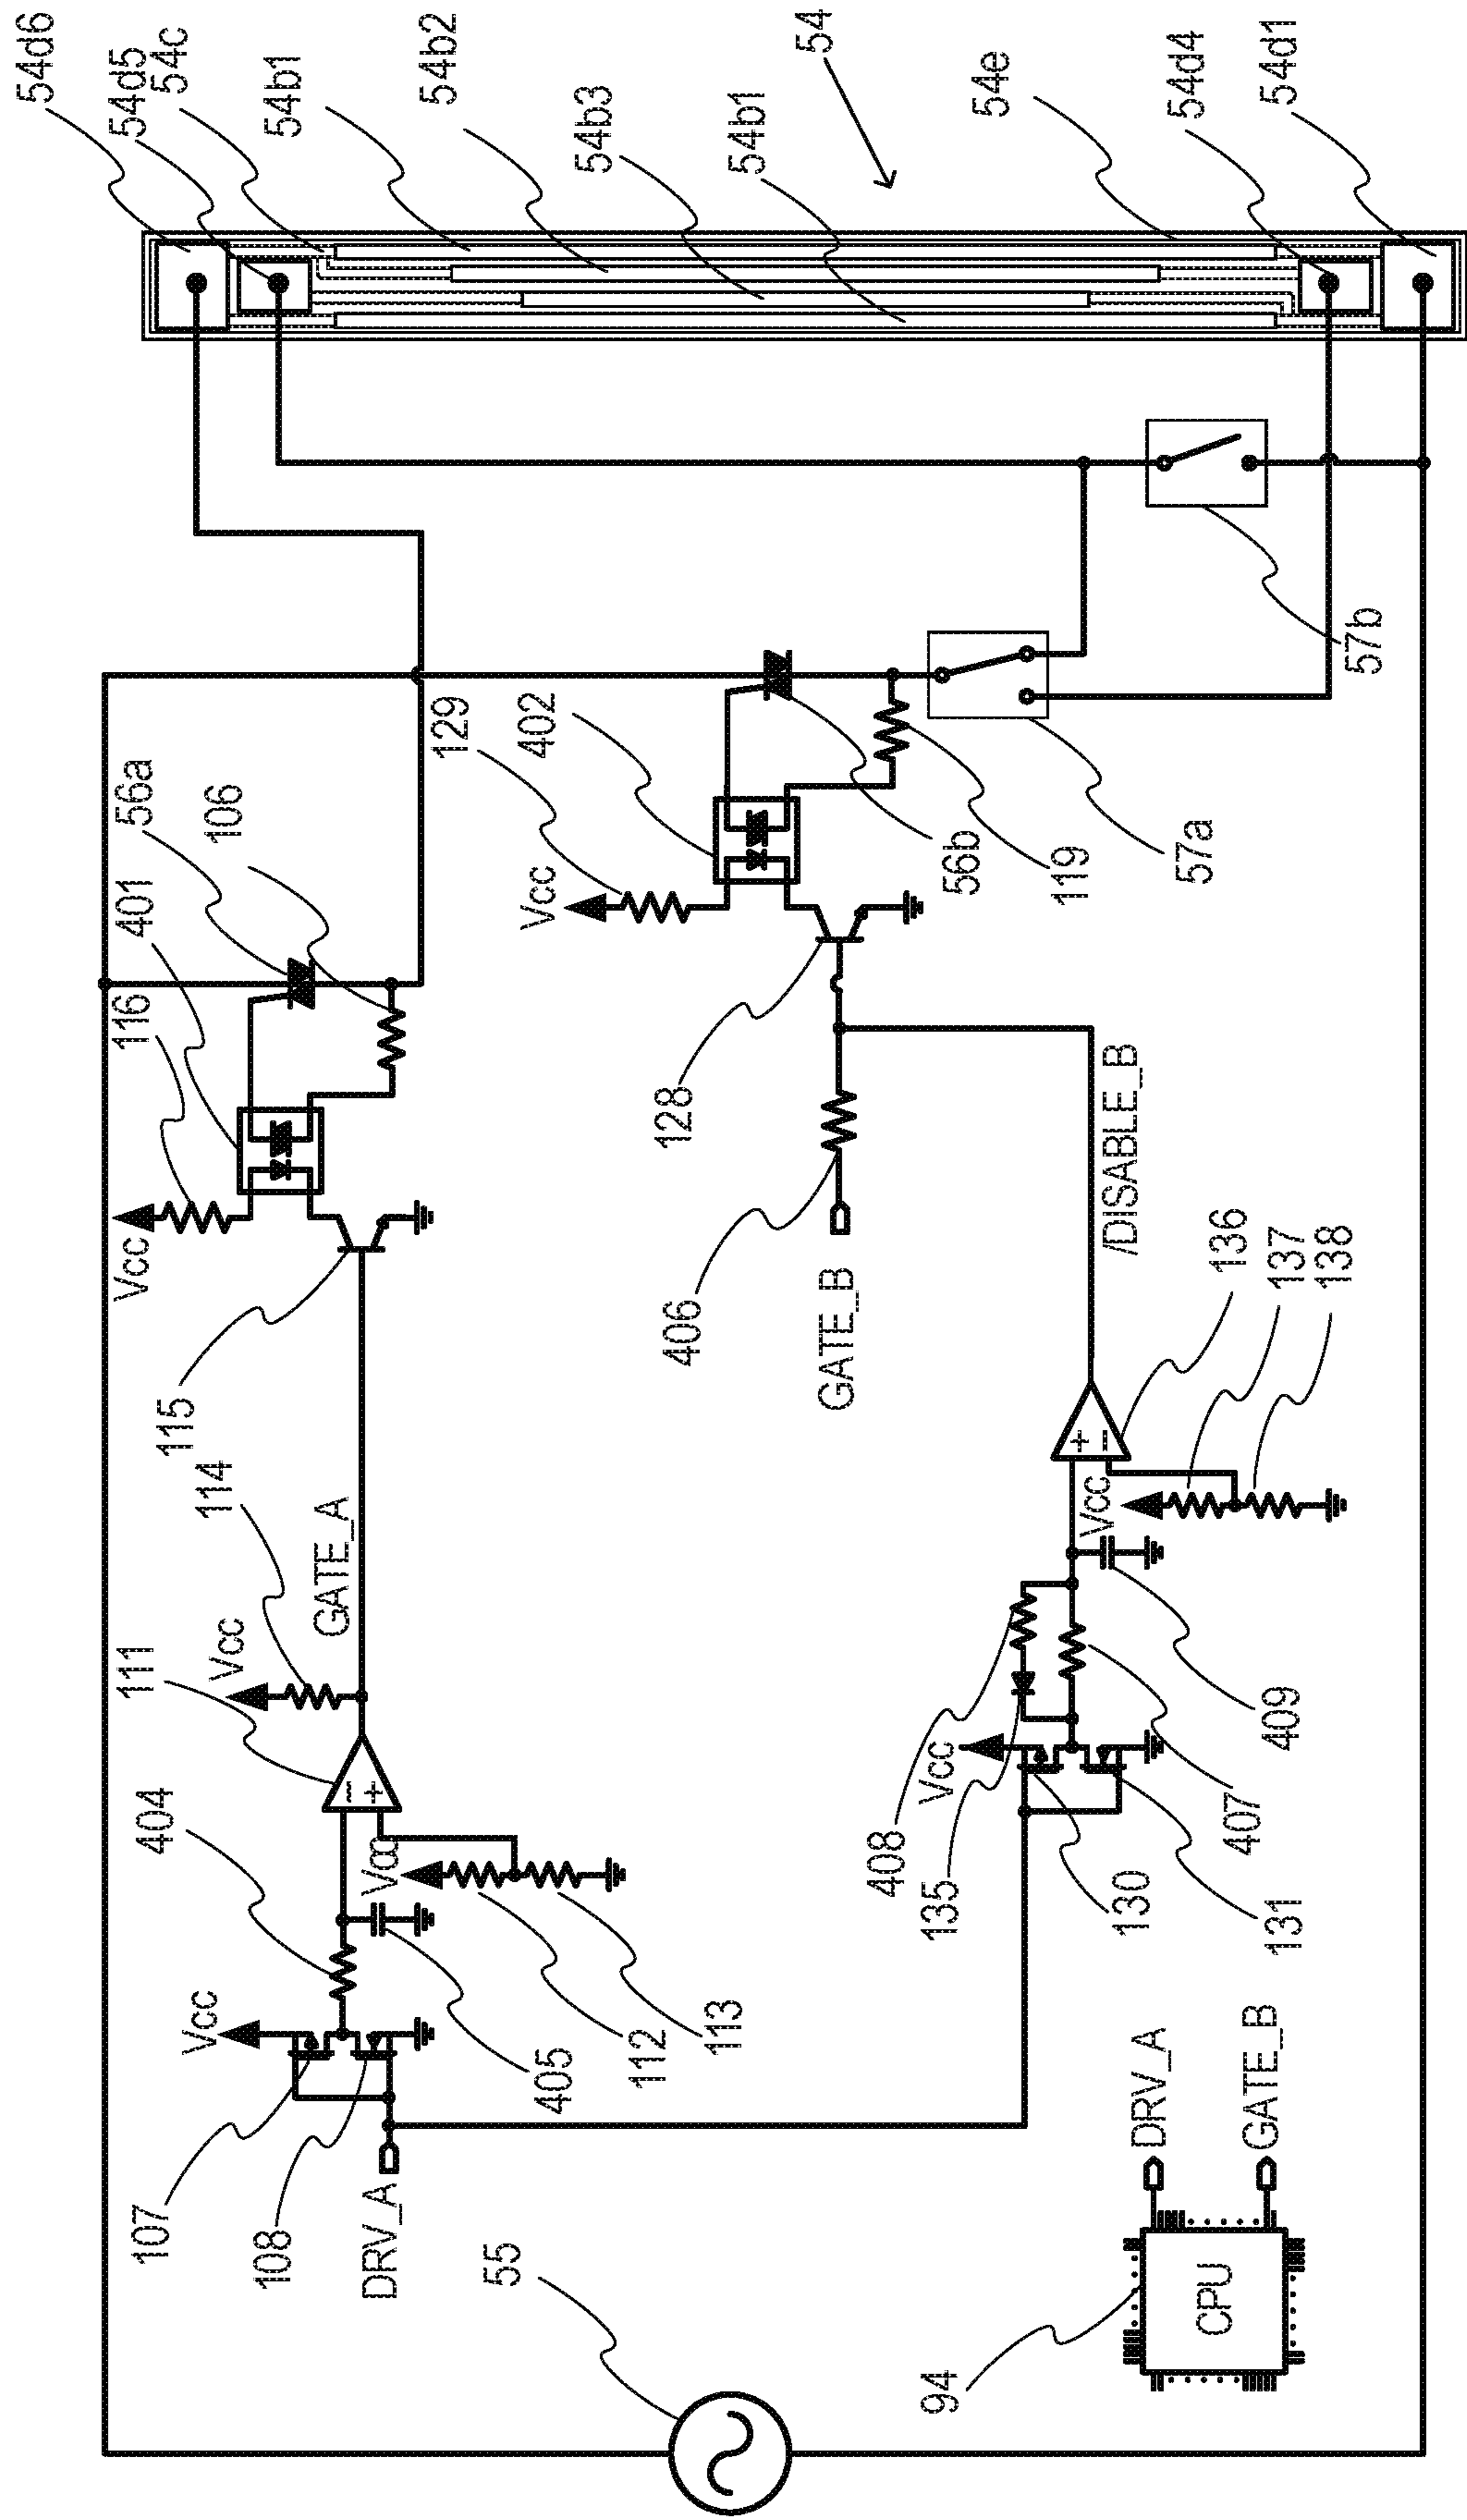 54d6
54d5
54c
54b1
54b2
54b3
54b1
54
54e
54d4
54d1
57b
57a
119
56b
402
129
Vcc
56a
106
401
116
Vcc
115
114
GATE_A
Vcc
111
404
Vcc
Vcc
405
112
113
107
108
DRV_A
128
406
GATE_B
/DISABLE_B
136
137
138
Vcc
409
407
408
135
130
131
Vcc
55
94
CPU
DRV_A
GATE_B
−
+
+
−